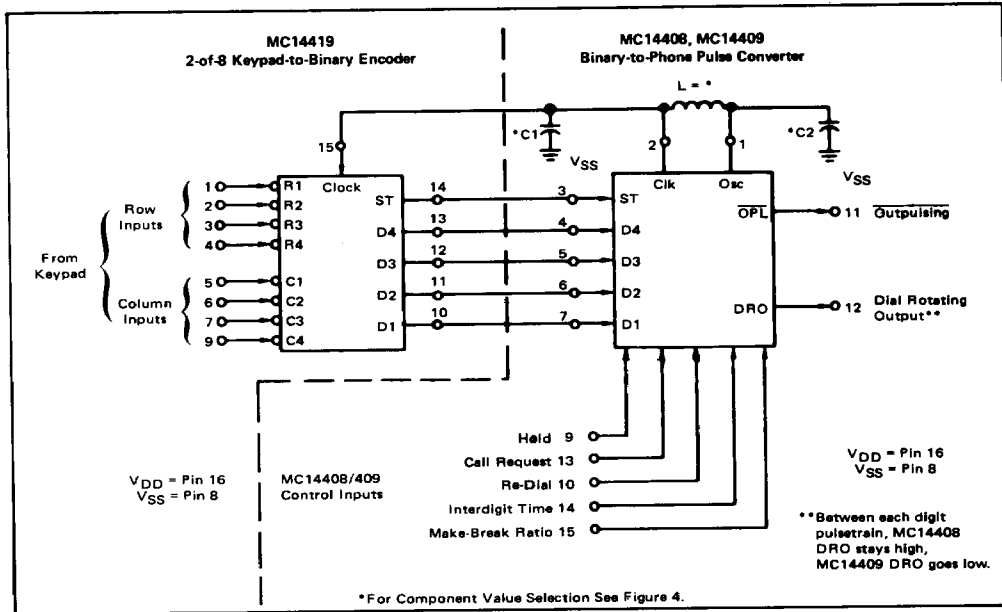 MC14419
2-of-8 Keypad-to-Binary Encoder
MC14408, MC14409
Binary-to-Phone Pulse Converter
L = *
*C1
*C2
VSS
VSS
15
2
1
Clock
Clk
Osc
From
Keypad
Row
Inputs
1 R1
2 R2
3 R3
4 R4
Column
Inputs
5 C1
6 C2
7 C3
9 C4
ST 14 3 ST
D4 13 4 D4
D3 12 5 D3
D2 11 6 D2
D1 10 7 D1
OPL 11 Outpulsing
DRO 12 Dial Rotating
Output**
Hold 9
Call Request 13
Re-Dial 10
Interdigit Time 14
Make-Break Ratio 15
VDD = Pin 16
VSS = Pin 8
MC14408/409
Control Inputs
VDD = Pin 16
VSS = Pin 8
**Between each digit
pulsetrain, MC14408
DRO stays high,
MC14409 DRO goes low.
*For Component Value Selection See Figure 4.